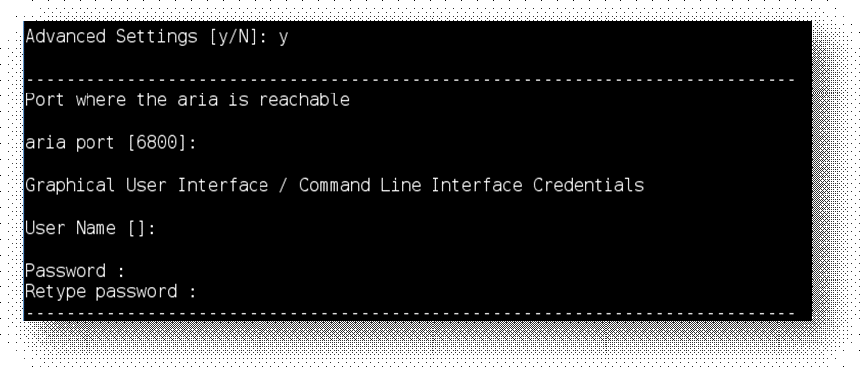 Advanced Settings [y/N]: y
--------------------------------------------------------------------------
Port where the aria is reachable
aria port [6800]:
Graphical User Interface / Command Line Interface Credentials
User Name []:
Password :
Retype password :
--------------------------------------------------------------------------